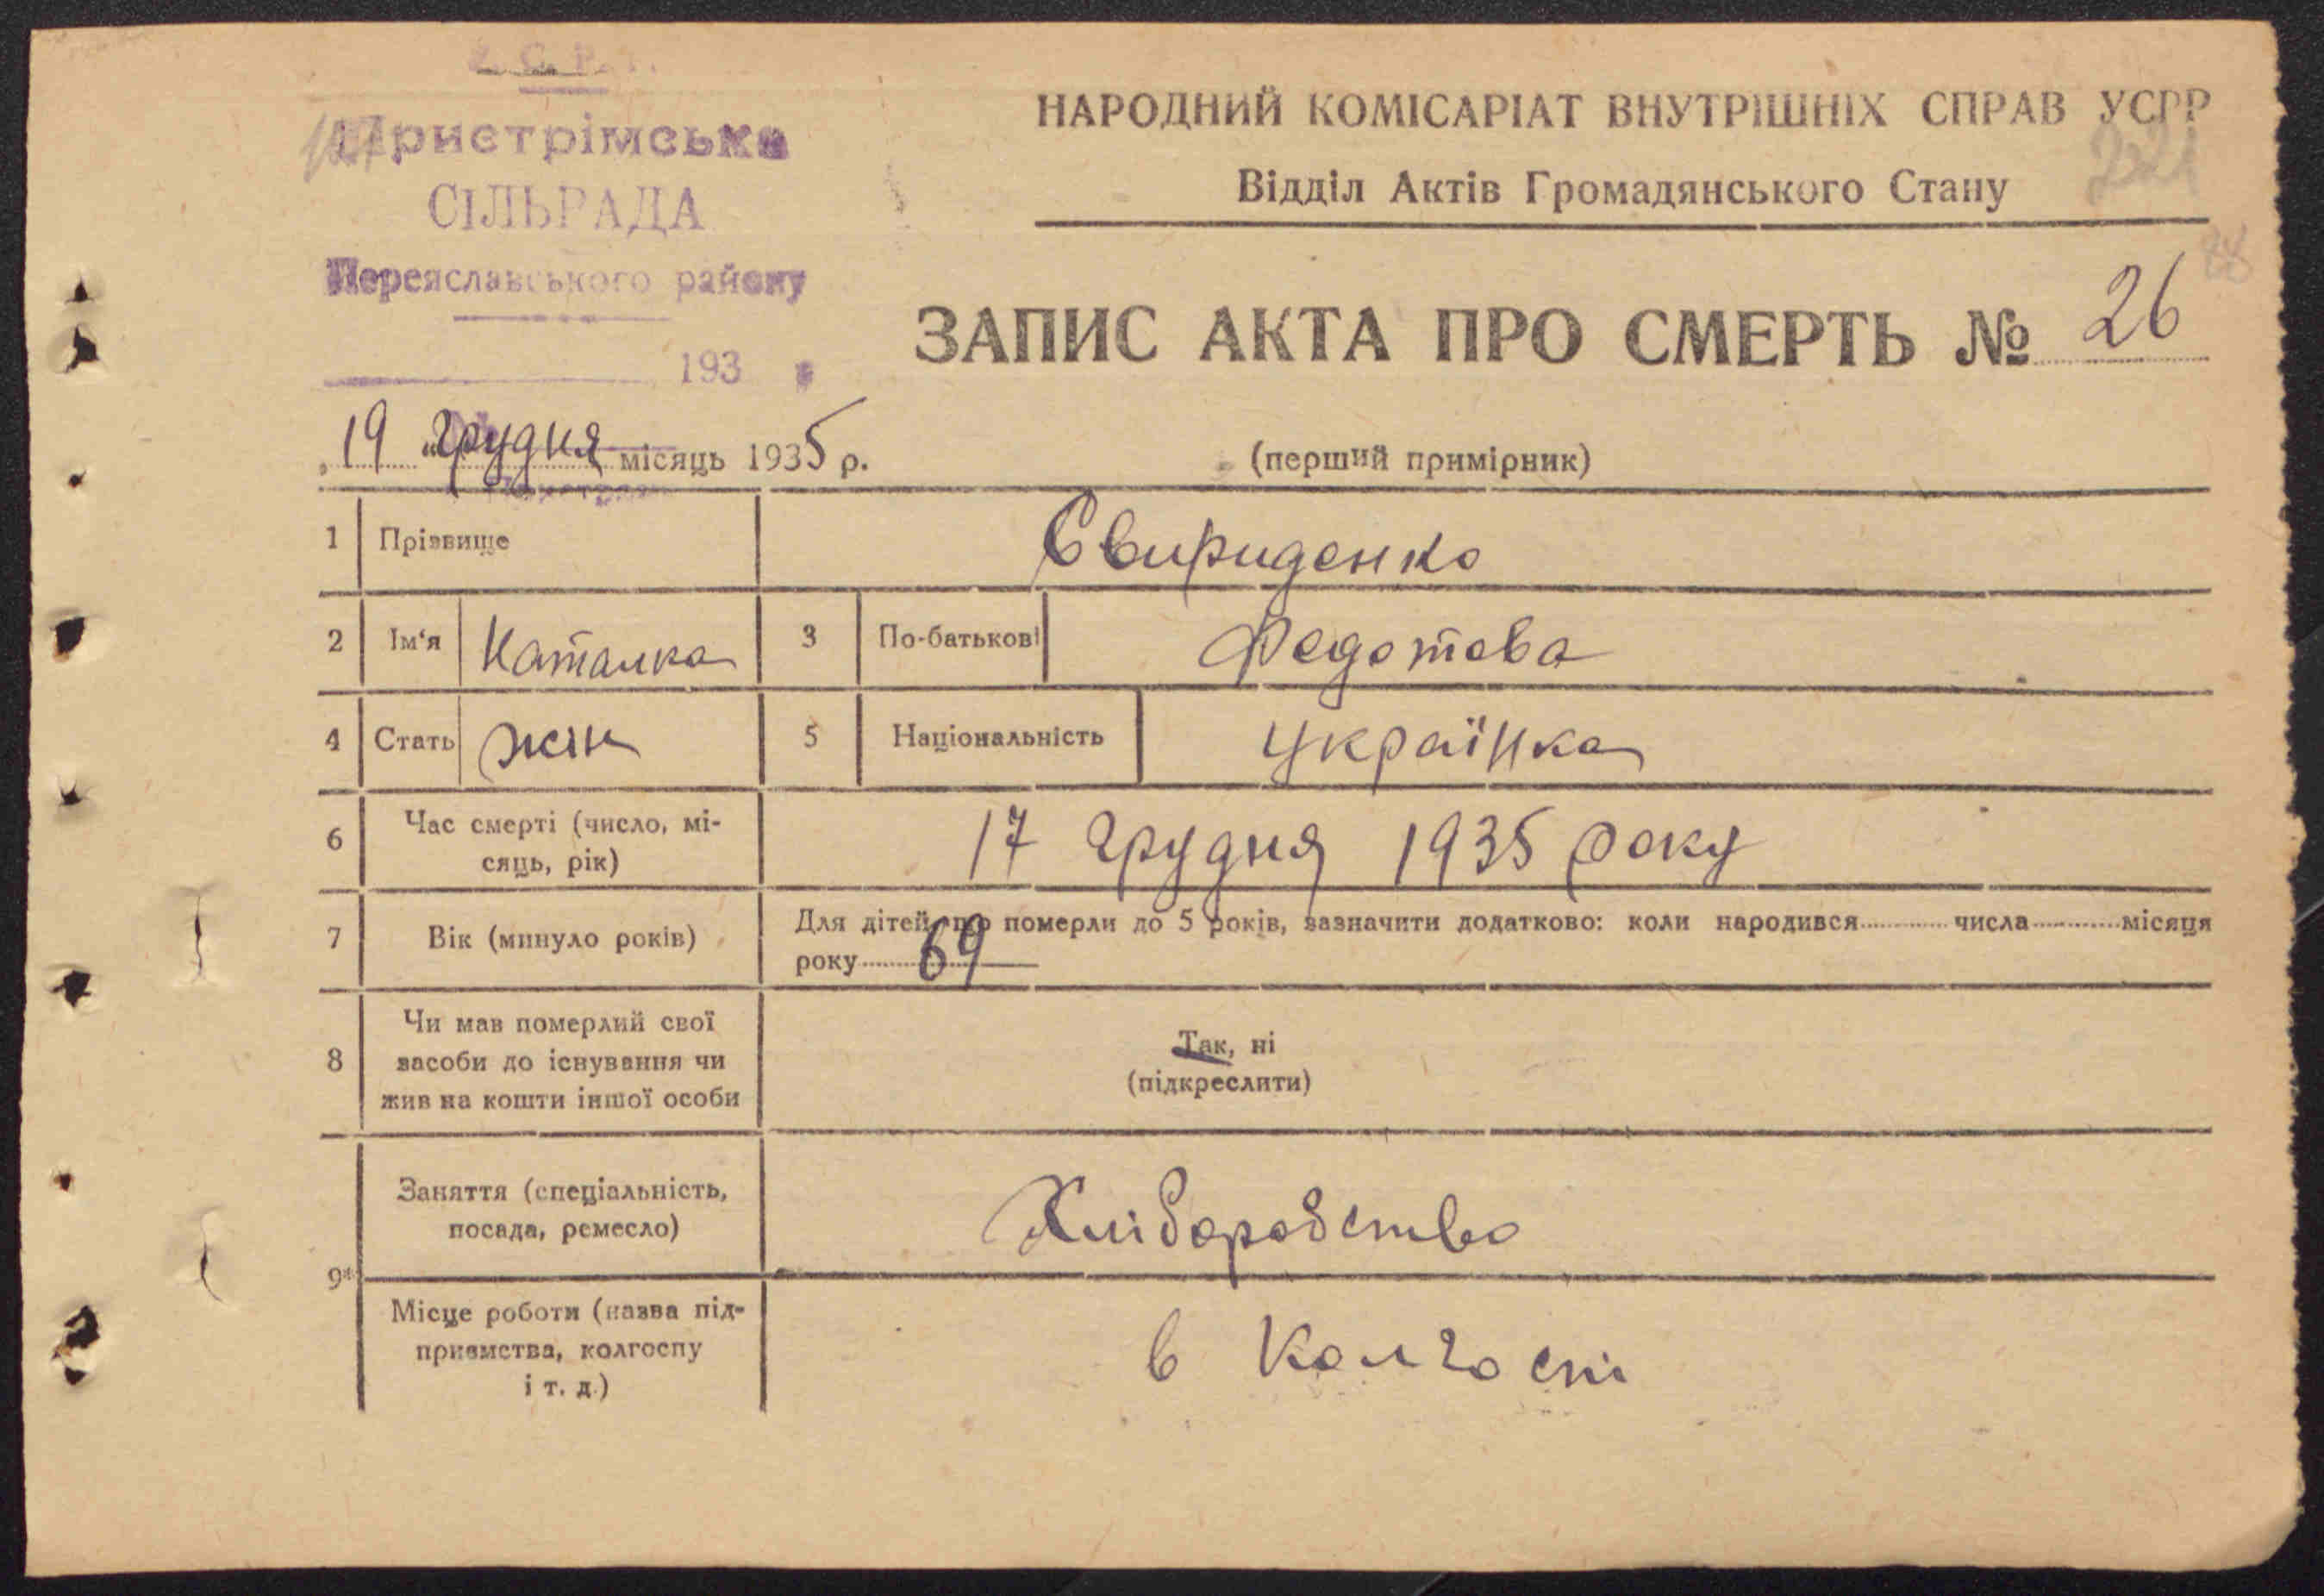 У. С. Р. Р.
Пристрімська
СІЛЬРАДА
Переяславського району
193
НАРОДНИЙ КОМІСАРІАТ ВНУТРІШНІХ СПРАВ УСРР
Відділ Актів Громадянського Стану
88
ЗАПИС АКТА ПРО СМЕРТЬ № 26
„19 " грудня місяць 1935 р.
(перший примірник)
1 Прізвище Свириденко
2 Ім'я Наталка 3 По-батькові Федотова
4 Стать жін 5 Національність Українка
6 Час смерті (число, мі-
сяць, рік)
17 грудня 1935 року
7 Вік (минуло років)
Для дітей, що померли до 5 років, зазначити додатково: коли народився числа місяця
року 69
8 Чи мав померлий свої
засоби до існування чи
жив на кошти іншої особи
Так, ні
(підкреслити)
9*
Заняття (спеціальність,
посада, ремесло)
Хліборобство
Місце роботи (назва під-
приємства, колгоспу
і т. д.)
в Колгоспі